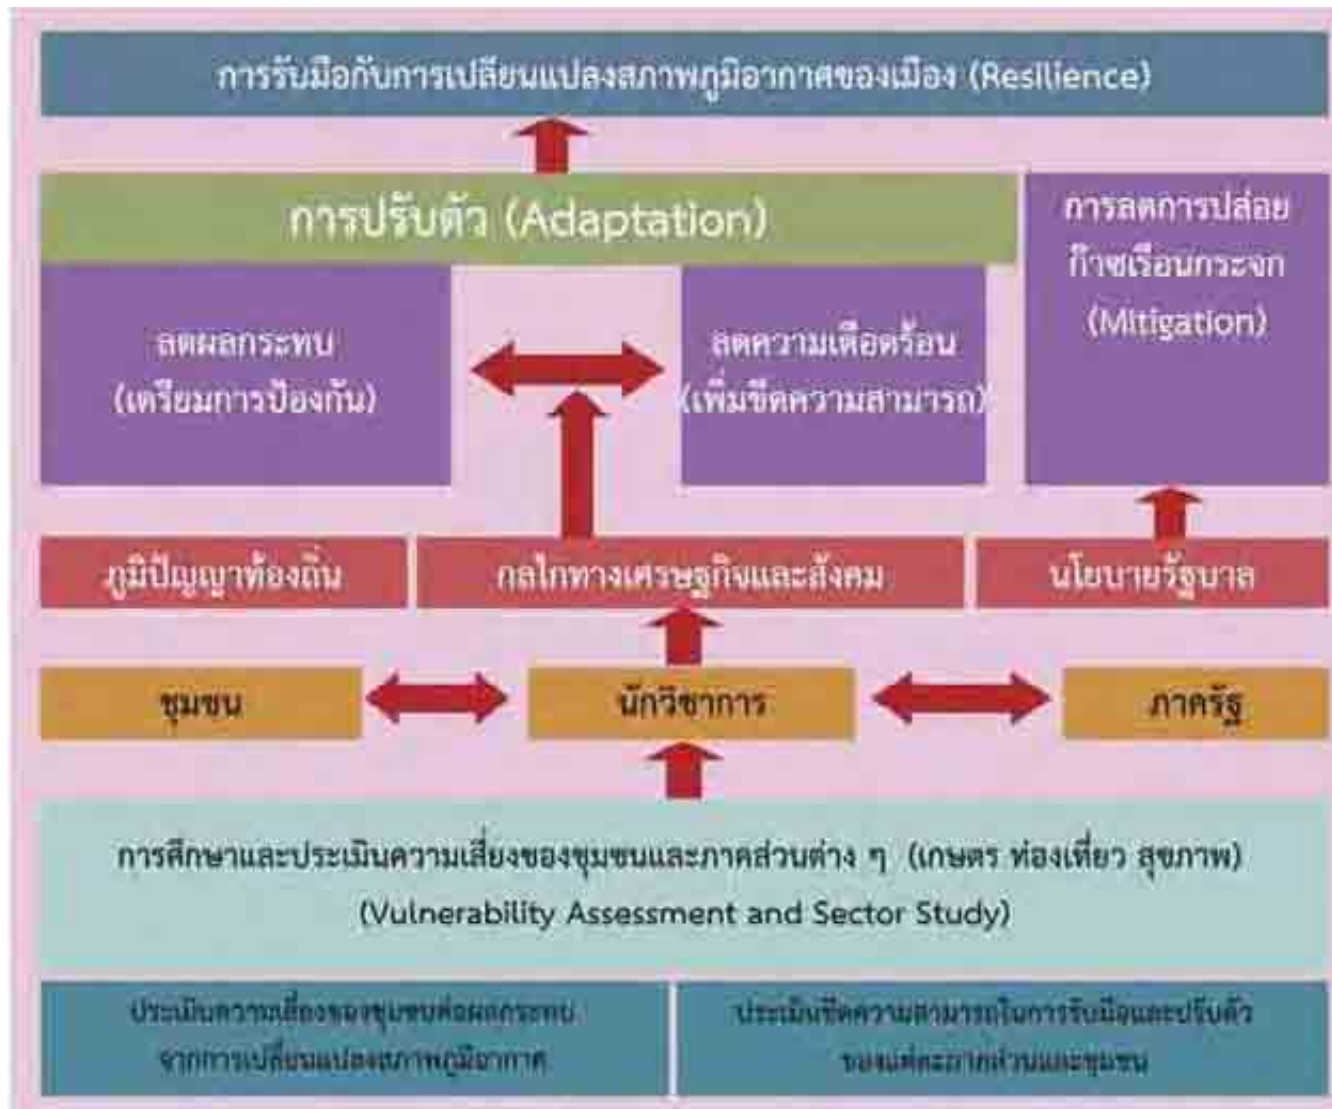 การรับมือกับการเปลี่ยนแปลงสภาพภูมิอากาศของเมือง (Resilience)
การปรับตัว (Adaptation)
การลดการปล่อย
ก๊าซเรือนกระจก
(Mitigation)
ลดผลกระทบ
(เตรียมการป้องกัน)
ลดความเดือดร้อน
(เพิ่มขีดความสามารถ)
ภูมิปัญญาท้องถิ่น
กลไกทางเศรษฐกิจและสังคม
นโยบายรัฐบาล
ชุมชน
นักวิชาการ
ภาครัฐ
การศึกษาและประเมินความเสี่ยงของชุมชนและภาคส่วนต่าง ๆ (เกษตร ท่องเที่ยว สุขภาพ)
(Vulnerability Assessment and Sector Study)
ประเมินความเสี่ยงของชุมชนต่อผลกระทบ
จากการเปลี่ยนแปลงสภาพภูมิอากาศ
ประเมินขีดความสามารถในการรับมือและปรับตัว
ของแต่ละภาคส่วนและชุมชน